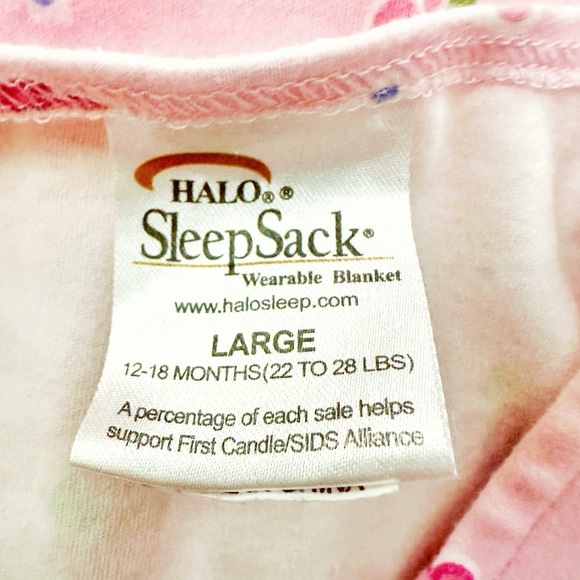 HALO®®
SleepSack®
Wearable Blanket
www.halosleep.com
LARGE
12-18 MONTHS(22 TO 28 LBS)
A percentage of each sale helps
support First Candle/SIDS Alliance